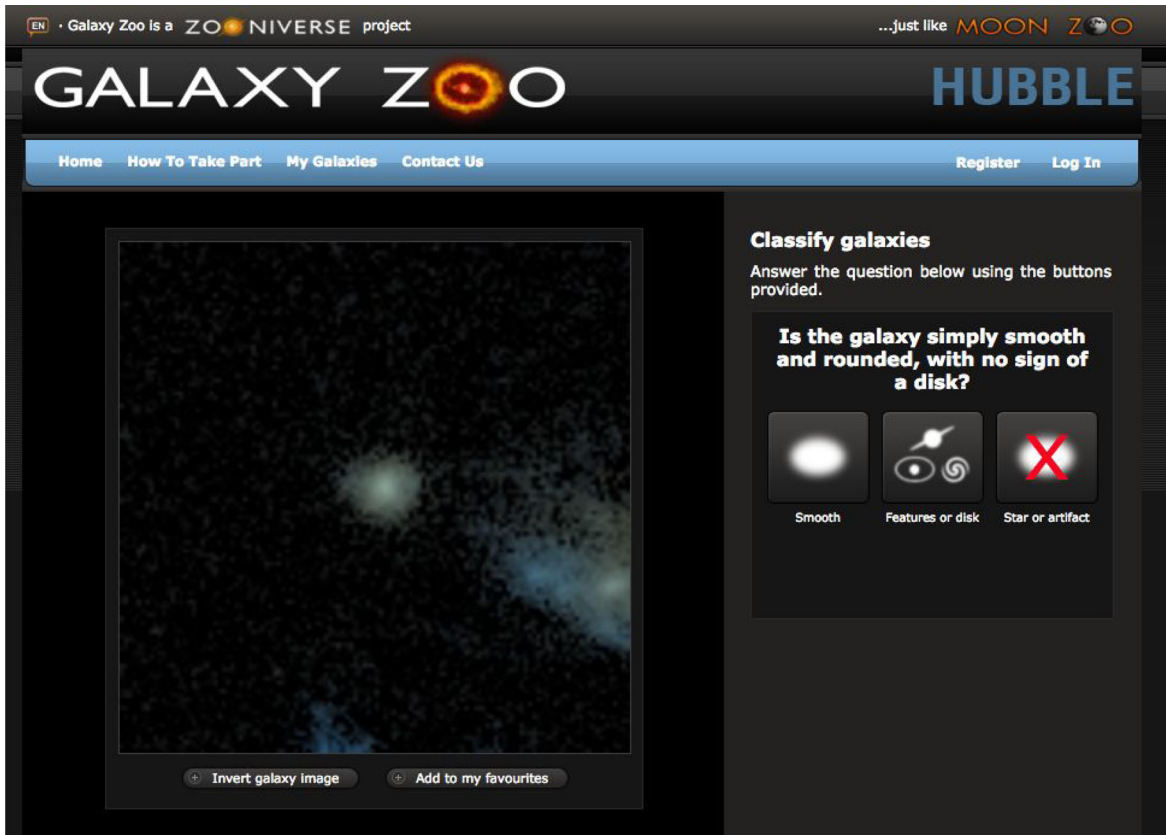 EN · Galaxy Zoo is a ZOONIVERSE project ...just like MOON ZOO
GALAXY ZOO HUBBLE
Home How To Take Part My Galaxies Contact Us Register Log In
Classify galaxies
Answer the question below using the buttons
provided.
Is the galaxy simply smooth
and rounded, with no sign of
a disk?
X
Smooth Features or disk Star or artifact
+ Invert galaxy image + Add to my favourites